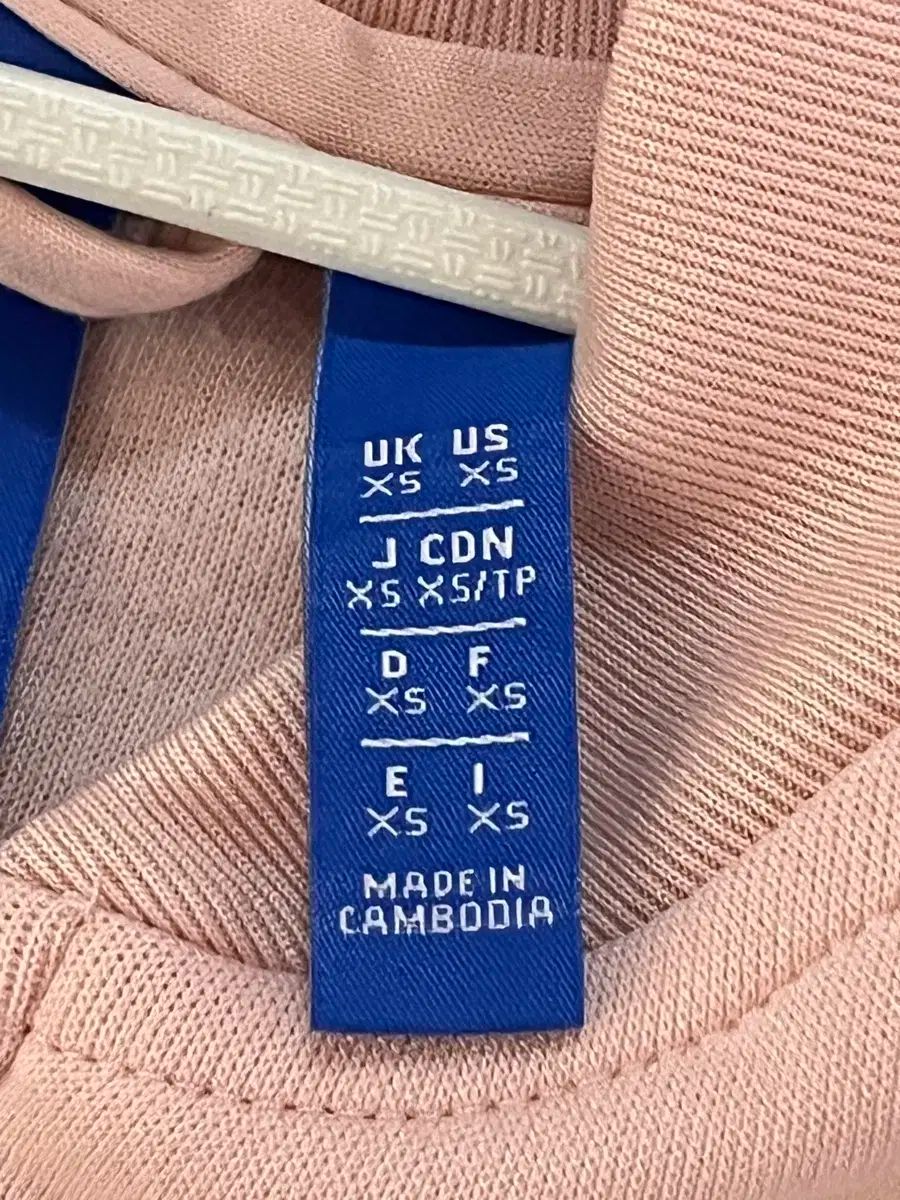 UK US
XS XS
J CDN
XS XS/TP
D F
XS XS
E I
XS XS
MADE IN
CAMBODIA